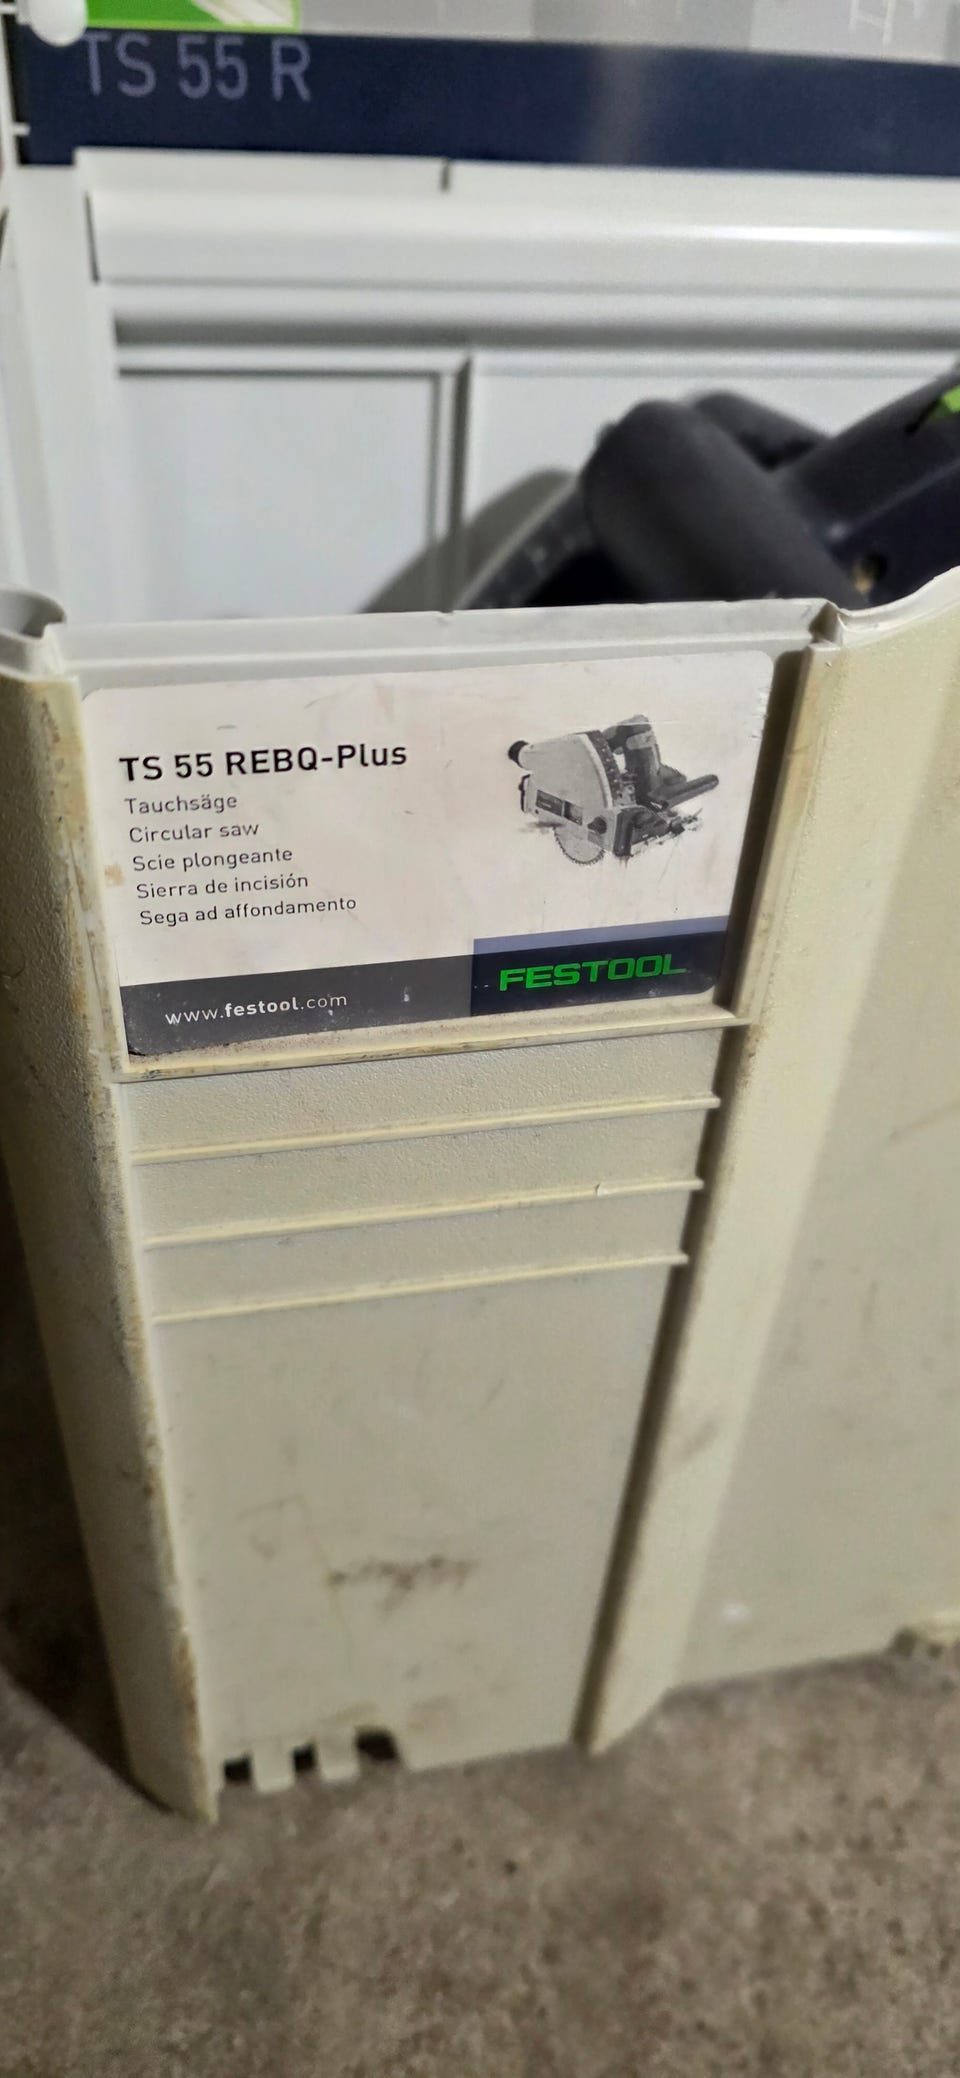 TS 55 R
TS 55 REBQ-Plus
Tauchsäge
Circular saw
Scie plongeante
Sierra de incisión
Sega ad affondamento
www.festool.com
FESTOOL